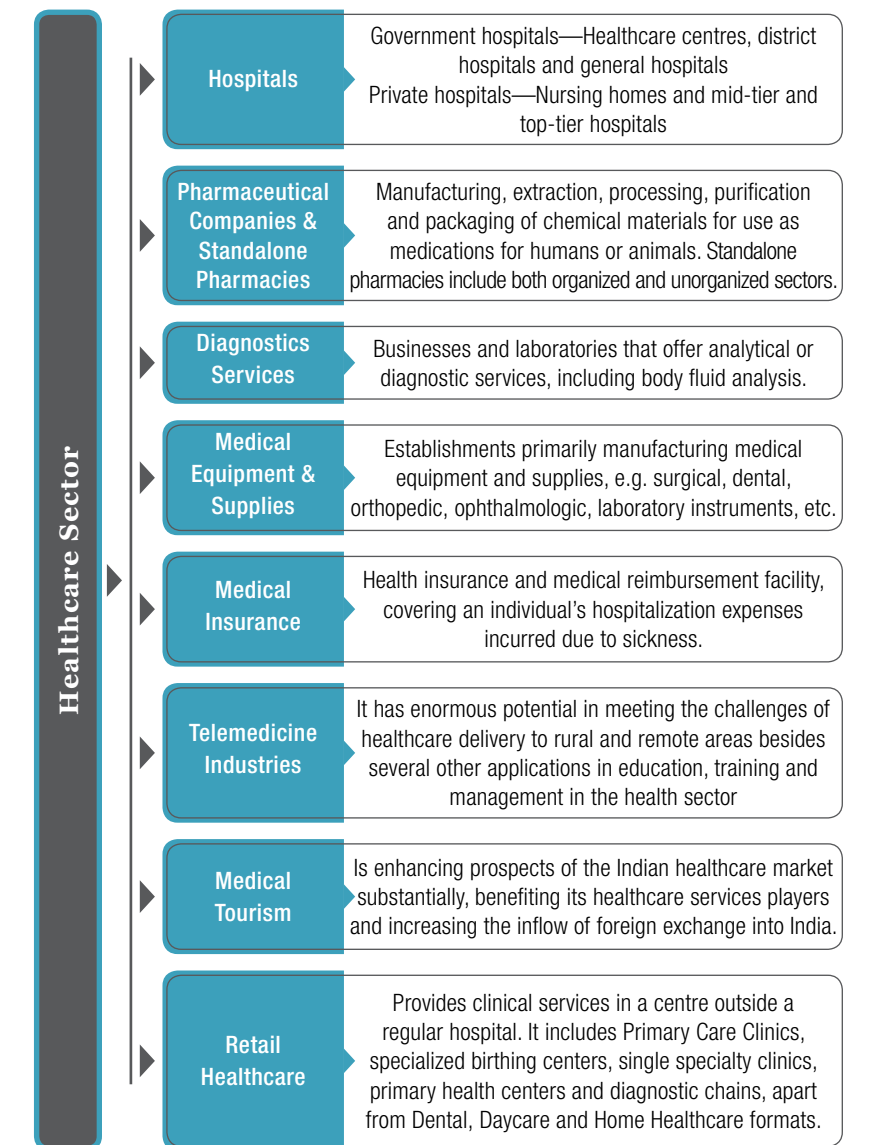 Healthcare Sector
Hospitals
Government hospitals—Healthcare centres, district
hospitals and general hospitals
Private hospitals—Nursing homes and mid-tier and
top-tier hospitals
Pharmaceutical
Companies &
Standalone
Pharmacies
Manufacturing, extraction, processing, purification
and packaging of chemical materials for use as
medications for humans or animals. Standalone
pharmacies include both organized and unorganized sectors.
Diagnostics
Services
Businesses and laboratories that offer analytical or
diagnostic services, including body fluid analysis.
Medical
Equipment &
Supplies
Establishments primarily manufacturing medical
equipment and supplies, e.g. surgical, dental,
orthopedic, ophthalmologic, laboratory instruments, etc.
Medical
Insurance
Health insurance and medical reimbursement facility,
covering an individual’s hospitalization expenses
incurred due to sickness.
Telemedicine
Industries
It has enormous potential in meeting the challenges of
healthcare delivery to rural and remote areas besides
several other applications in education, training and
management in the health sector
Medical
Tourism
Is enhancing prospects of the Indian healthcare market
substantially, benefiting its healthcare services players
and increasing the inflow of foreign exchange into India.
Retail
Healthcare
Provides clinical services in a centre outside a
regular hospital. It includes Primary Care Clinics,
specialized birthing centers, single specialty clinics,
primary health centers and diagnostic chains, apart
from Dental, Daycare and Home Healthcare formats.